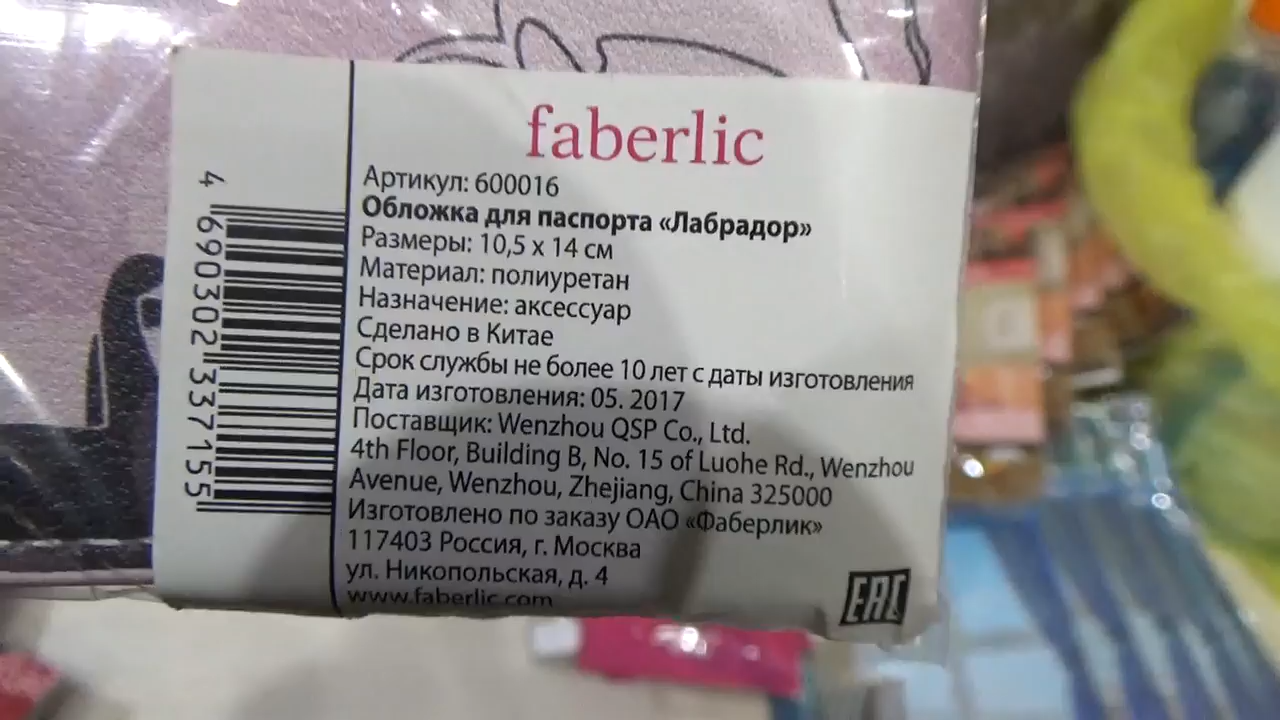 faberlic
Артикул: 600016
Обложка для паспорта «Лабрадор»
Размеры: 10,5 x 14 см
Материал: полиуретан
Назначение: аксессуар
Сделано в Китае
Срок службы не более 10 лет с даты изготовления
Дата изготовления: 05. 2017
Поставщик: Wenzhou QSP Co., Ltd.
4th Floor, Building B, No. 15 of Luohe Rd., Wenzhou
Avenue, Wenzhou, Zhejiang, China 325000
Изготовлено по заказу ОАО «Фаберлик»
117403 Россия, г. Москва
ул. Никопольская, д. 4
www.faberlic.com
EAC
4 690302 337155